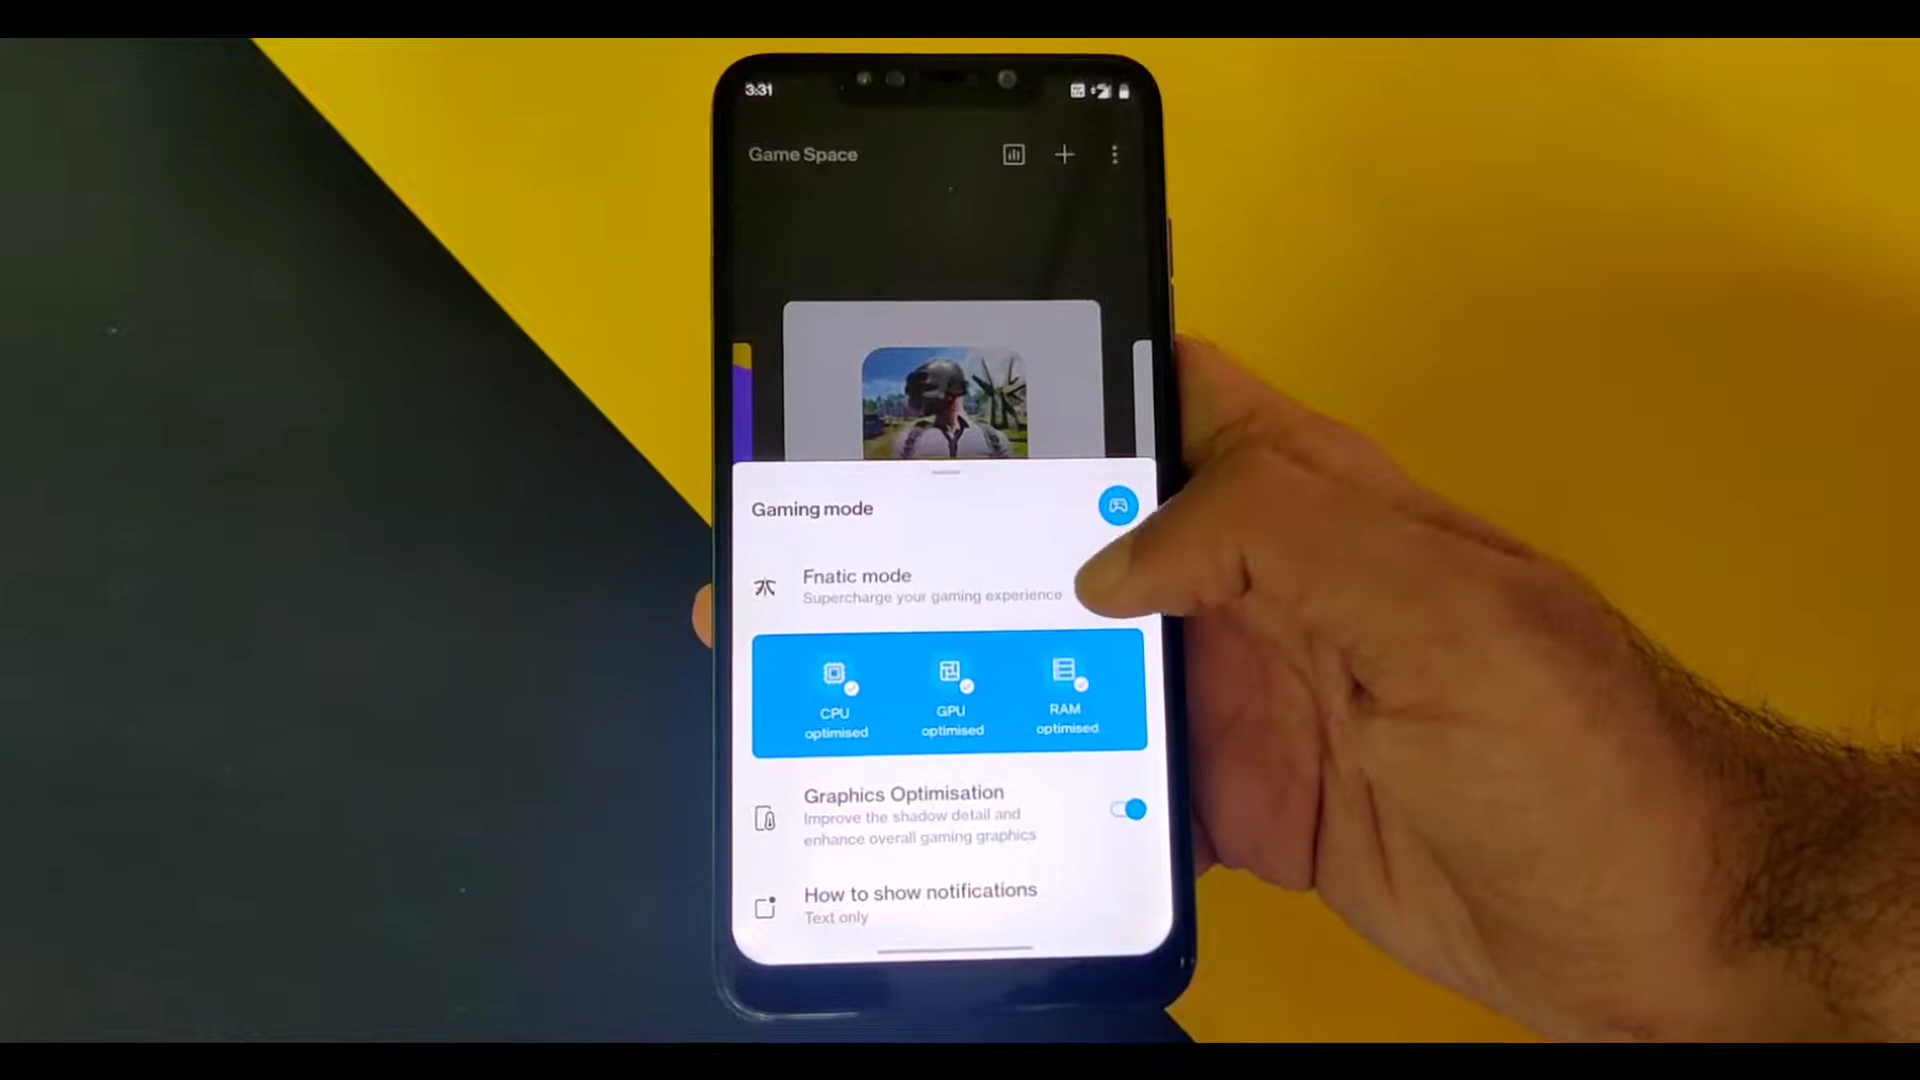 3:31
Game Space
Gaming mode
Fnatic mode
Supercharge your gaming experience
CPU
optimised
GPU
optimised
RAM
optimised
Graphics Optimisation
Improve the shadow detail and
enhance overall gaming graphics
How to show notifications
Text only